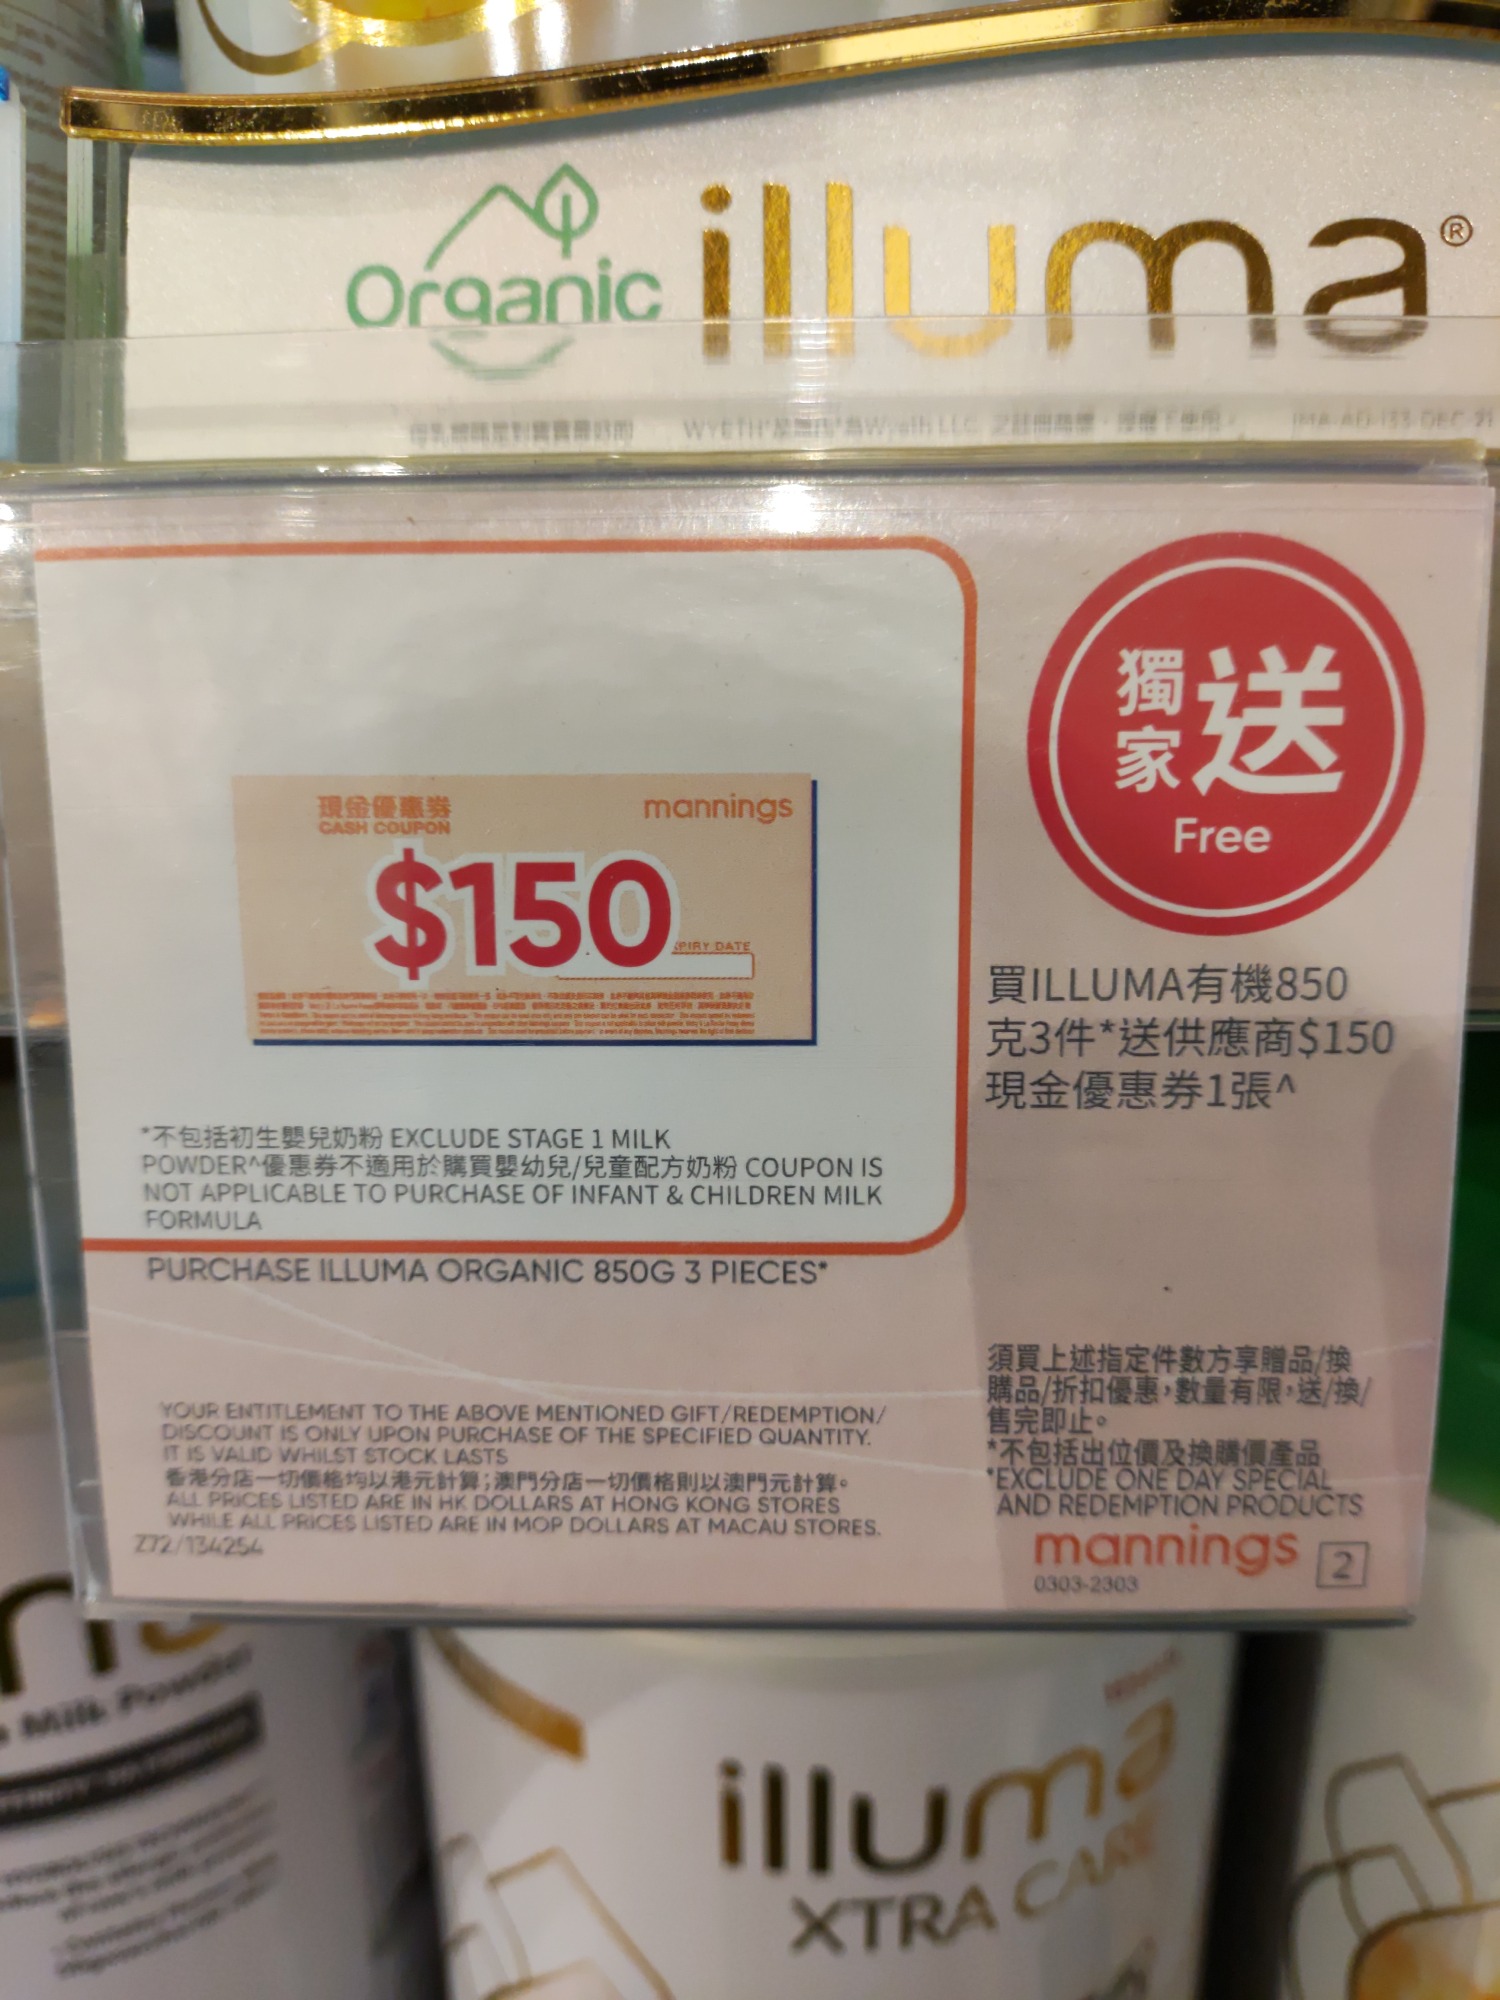 Organic
illuma®
現金優惠券
CASH COUPON
mannings
$150
PIRY DATE
獨家
送
Free
買ILLUMA有機850
克3件*送供應商$150
現金優惠券1張^
*不包括初生嬰兒奶粉 EXCLUDE STAGE 1 MILK
POWDER^優惠券不適用於購買嬰幼兒/兒童配方奶粉 COUPON IS
NOT APPLICABLE TO PURCHASE OF INFANT & CHILDREN MILK
FORMULA
PURCHASE ILLUMA ORGANIC 850G 3 PIECES*
YOUR ENTITLEMENT TO THE ABOVE MENTIONED GIFT/REDEMPTION/
DISCOUNT IS ONLY UPON PURCHASE OF THE SPECIFIED QUANTITY.
IT IS VALID WHILST STOCK LASTS
香港分店一切價格均以港元計算;澳門分店一切價格則以澳門元計算。
ALL PRICES LISTED ARE IN HK DOLLARS AT HONG KONG STORES
WHILE ALL PRICES LISTED ARE IN MOP DOLLARS AT MACAU STORES.
Z72/134254
須買上述指定件數方享贈品/換
購品/折扣優惠,數量有限,送/換/
售完即止。
*不包括出位價及換購價產品
*EXCLUDE ONE DAY SPECIAL
AND REDEMPTION PRODUCTS
mannings 2
0303-2303
Milk Powder
illuma
XTRA CARE